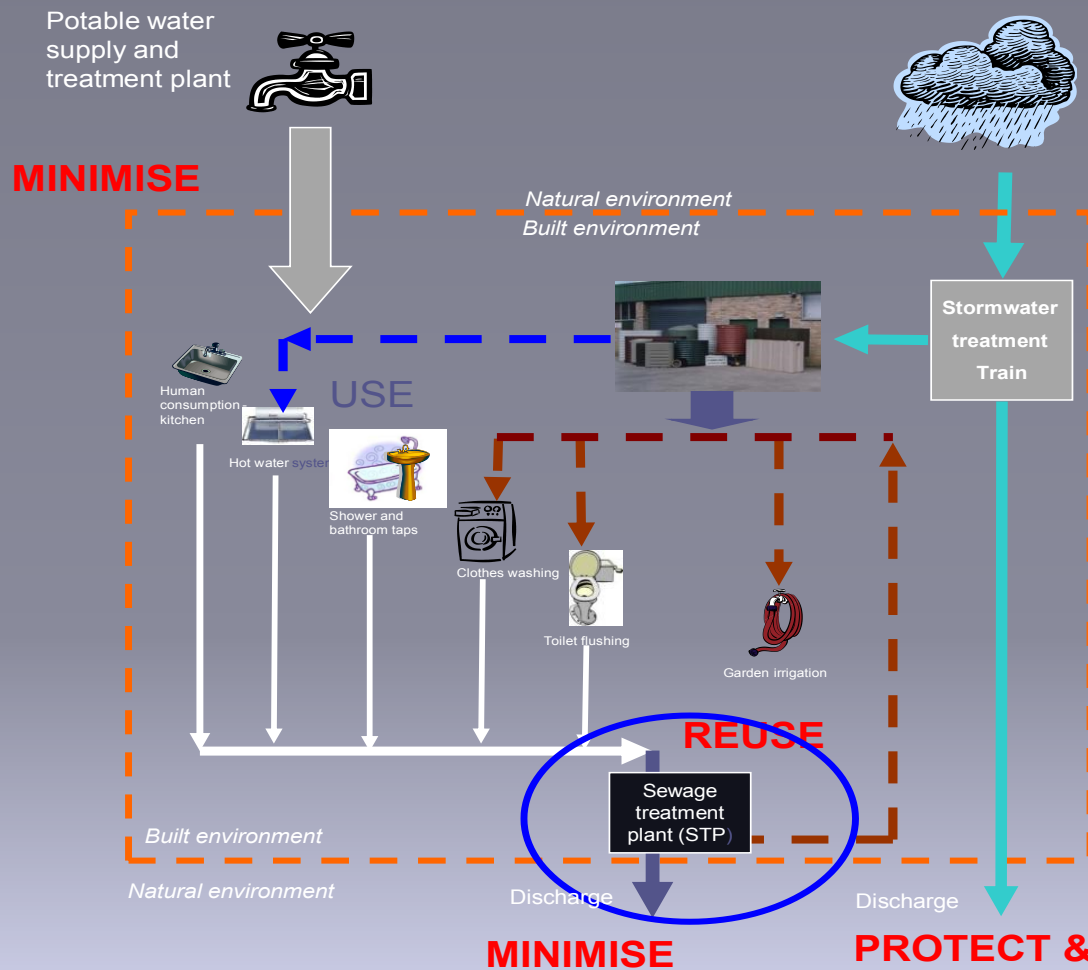 Potable water
supply and
treatment plant
MINIMISE
Natural environment
Built environment
Stormwater
treatment
Train
USE
Human
consumption -
kitchen
Hot water system
Shower and
bathroom taps
Clothes washing
Toilet flushing
Garden irrigation
REUSE
Sewage
treatment
plant (STP)
Built environment
Natural environment
Discharge
Discharge
MINIMISE
PROTECT &